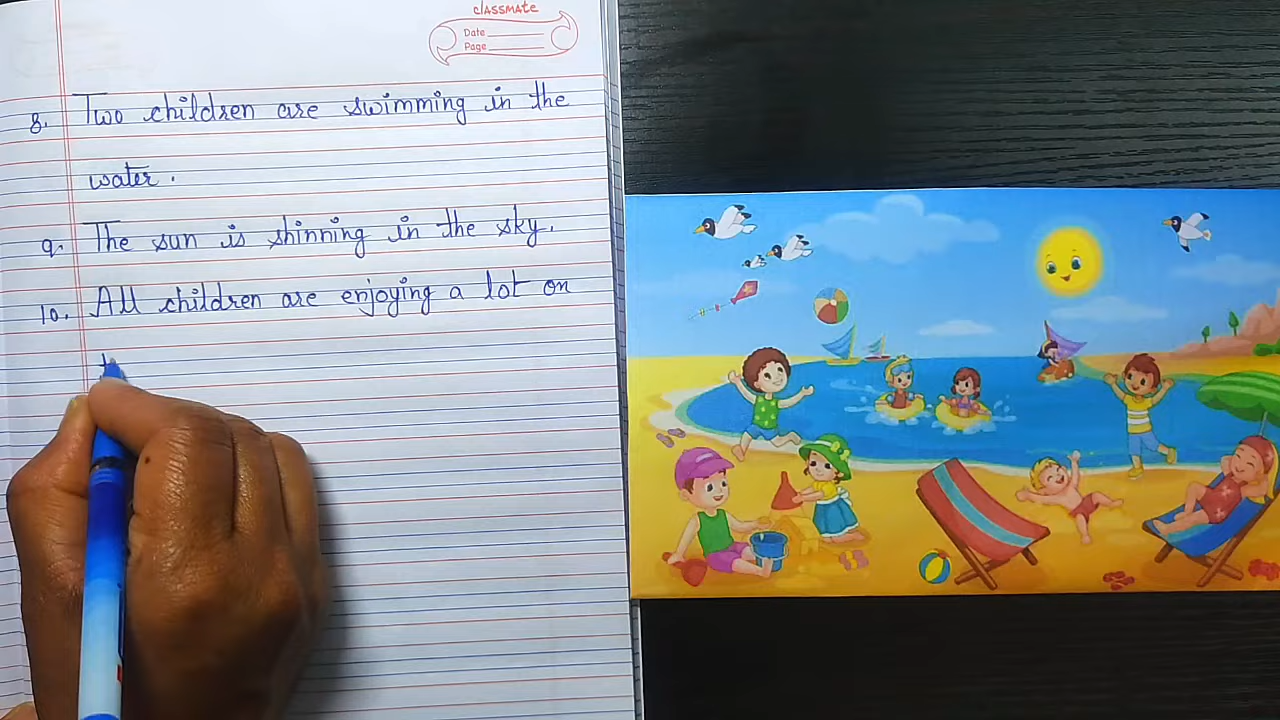 classmate
Date
Page
8. Two children are swimming in the
water.
9. The sun is shinning in the sky.
10. All children are enjoying a lot on
t